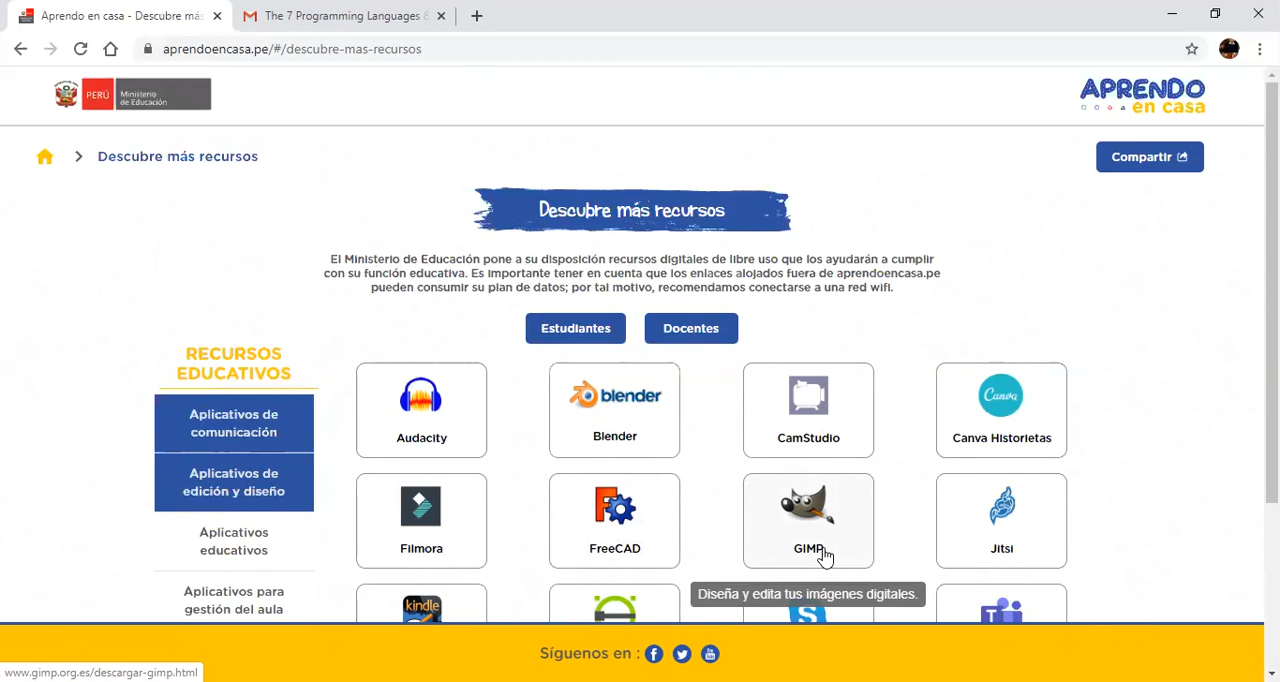 Aprendo en casa - Descubre más
The 7 Programming Languages &
aprendoencasa.pe/#/descubre-mas-recursos
PERÚ
Ministerio
de Educación
APRENDO
en casa
Descubre más recursos
Compartir
Descubre más recursos
El Ministerio de Educación pone a su disposición recursos digitales de libre uso que los ayudarán a cumplir
con su función educativa. Es importante tener en cuenta que los enlaces alojados fuera de aprendoencasa.pe
pueden consumir su plan de datos; por tal motivo, recomendamos conectarse a una red wifi.
Estudiantes
Docentes
RECURSOS
EDUCATIVOS
Aplicativos de
comunicación
Aplicativos de
edición y diseño
Aplicativos
educativos
Aplicativos para
gestión del aula
Audacity
blender
Blender
CamStudio
Canva
Canva Historietas
Filmora
FreeCAD
GIMP
Jitsi
kindle
Diseña y edita tus imágenes digitales.
Síguenos en :
www.gimp.org.es/descargar-gimp.html